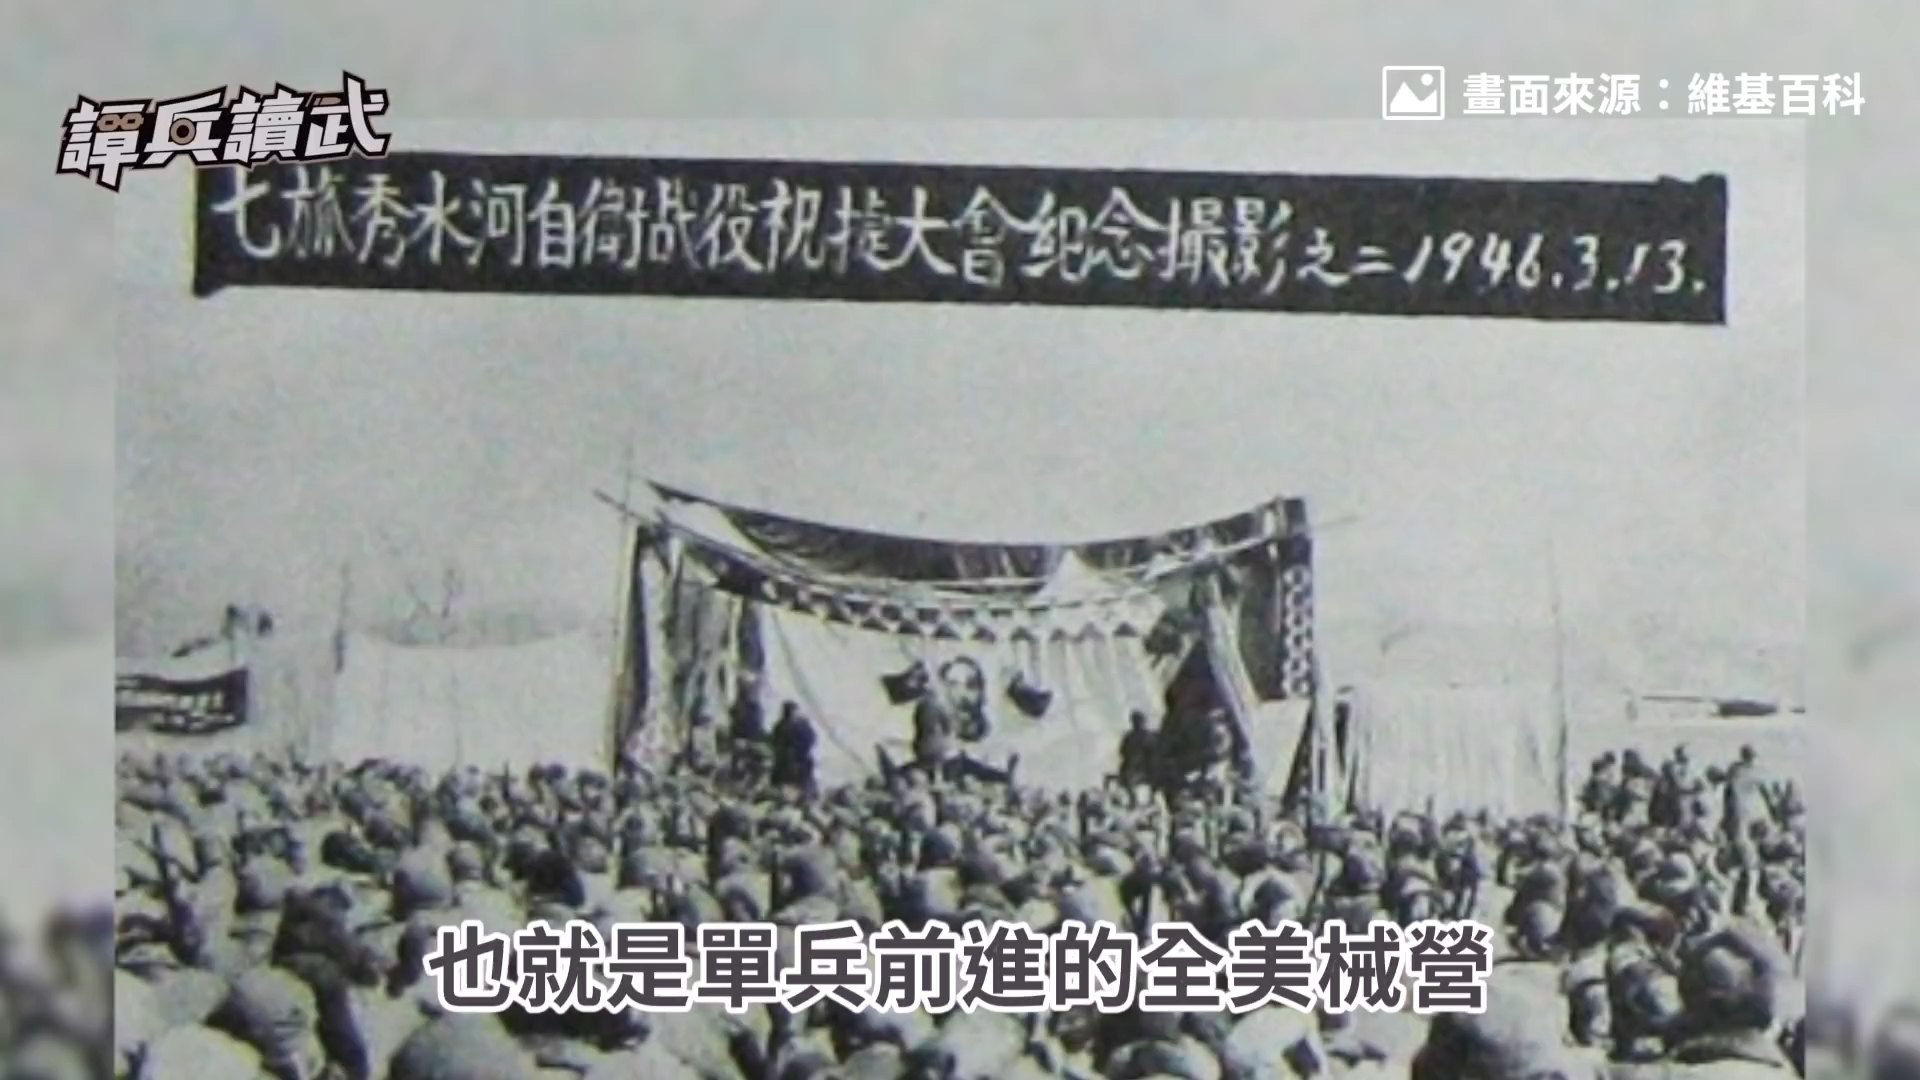 譚兵讀武
畫面來源：維基百科
七旅秀水河自衛战役祝捷大會紀念攝影之二1946.3.13.
也就是單兵前進的全美械營